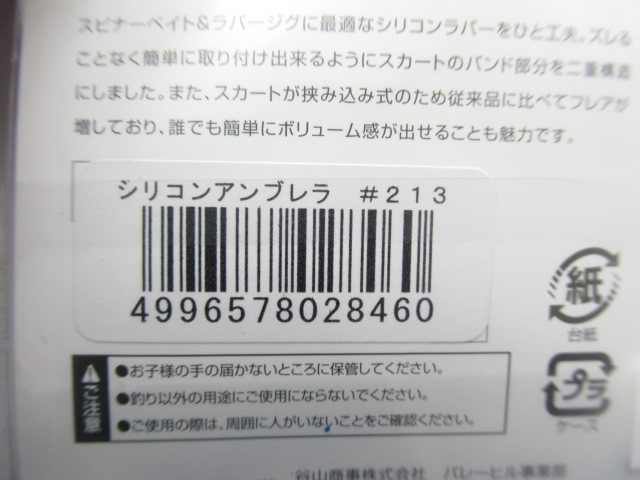 スピナーベイト&ラバージグに最適なシリコンラバーをひと工夫。ズレる
ことなく簡単に取り付け出来るようにスカートのバンド部分を二重構造
にしました。また、スカートが挟み込み式のため従来品に比べてフレアが
増しており、誰でも簡単にボリューム感が出せることも魅力です。
シリコンアンブレラ #213
4996578028460
紙
台紙
プラ
ケース
ご注意
●お子様の手の届かないところに保管してください。
●釣り以外の用途にご使用にならないでください。
●ご使用の際は、周囲に人がいないことをご確認ください。
谷山商事株式会社 バレーヒル事業部